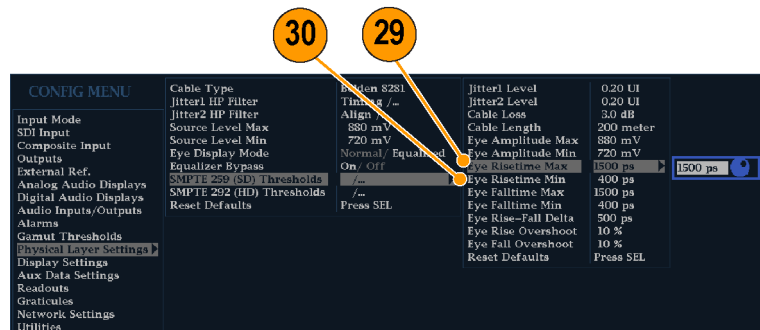 30 29
CONFIG MENU
Input Mode
SDI Input
Composite Input
Outputs
External Ref.
Analog Audio Displays
Digital Audio Displays
Audio Inputs/Outputs
Alarms
Gamut Thresholds
Physical Layer Settings
Display Settings
Aux Data Settings
Readouts
Graticules
Network Settings
Utilities
Cable Type Belden 8281
Jitter1 HP Filter Timing /...
Jitter2 HP Filter Align /...
Source Level Max 880 mV
Source Level Min 720 mV
Eye Display Mode Normal/ Equalized
Equalizer Bypass On/ Off
SMPTE 259 (SD) Thresholds /...
SMPTE 292 (HD) Thresholds /...
Reset Defaults Press SEL
Jitter1 Level 0.20 UI
Jitter2 Level 0.20 UI
Cable Loss 3.0 dB
Cable Length 200 meter
Eye Amplitude Max 880 mV
Eye Amplitude Min 720 mV
Eye Risetime Max 1500 ps
Eye Risetime Min 400 ps
Eye Falltime Max 1500 ps
Eye Falltime Min 400 ps
Eye Rise-Fall Delta 500 ps
Eye Rise Overshoot 10 %
Eye Fall Overshoot 10 %
Reset Defaults Press SEL
1500 ps